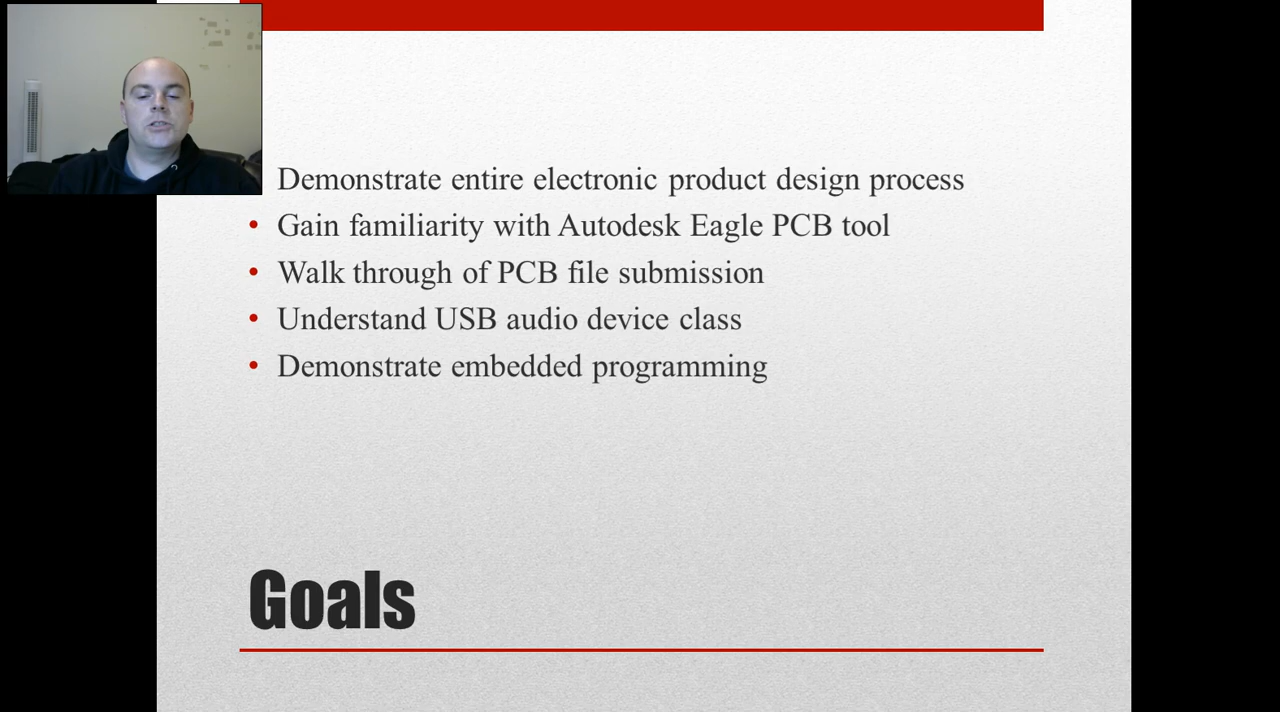 Demonstrate entire electronic product design process
• Gain familiarity with Autodesk Eagle PCB tool
• Walk through of PCB file submission
• Understand USB audio device class
• Demonstrate embedded programming
Goals